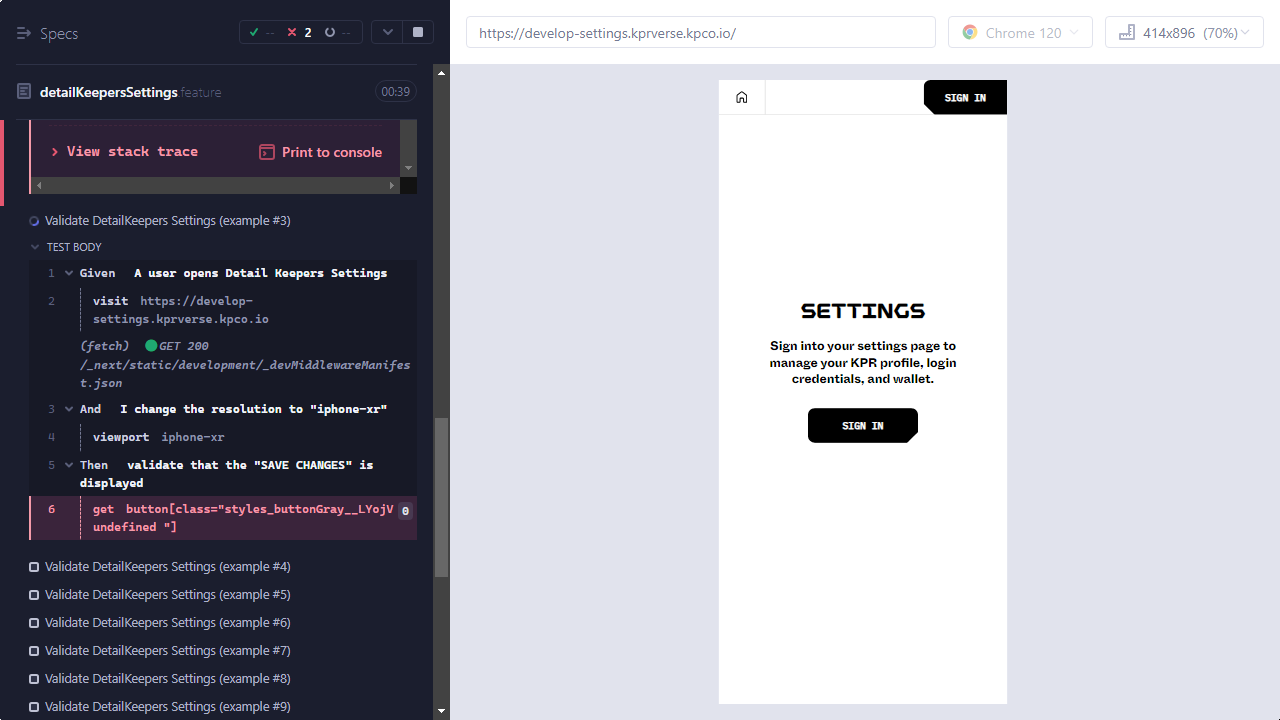 Specs
-- 2 --
detailKeepersSettings feature
00:39
View stack trace
Print to console
Validate DetailKeepers Settings (example #3)
TEST BODY
1 Given A user opens Detail Keepers Settings
2 visit https://develop-
settings.kprverse.kpco.io
(fetch) GET 200
/_next/static/development/_devMiddlewareManifes
t.json
3 And I change the resolution to "iphone-xr"
4 viewport iphone-xr
5 Then validate that the "SAVE CHANGES" is
displayed
6 get button[class="styles_buttonGray__LYojV 0
undefined "]
Validate DetailKeepers Settings (example #4)
Validate DetailKeepers Settings (example #5)
Validate DetailKeepers Settings (example #6)
Validate DetailKeepers Settings (example #7)
Validate DetailKeepers Settings (example #8)
Validate DetailKeepers Settings (example #9)
https://develop-settings.kprverse.kpco.io/
Chrome 120
414x896 (70%)
SIGN IN
SETTINGS
Sign into your settings page to
manage your KPR profile, login
credentials, and wallet.
SIGN IN